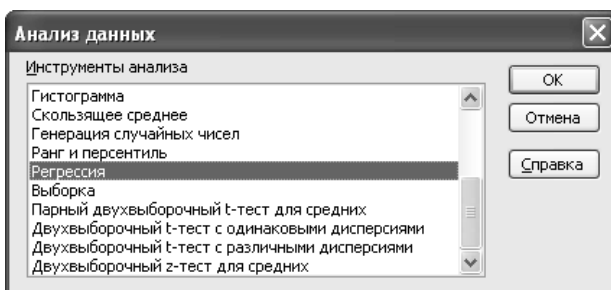 Анализ данных
Инструменты анализа
Гистограмма
Скользящее среднее
Генерация случайных чисел
Ранг и персентиль
Регрессия
Выборка
Парный двухвыборочный t-тест для средних
Двухвыборочный t-тест с одинаковыми дисперсиями
Двухвыборочный t-тест с различными дисперсиями
Двухвыборочный z-тест для средних
ОК
Отмена
Справка